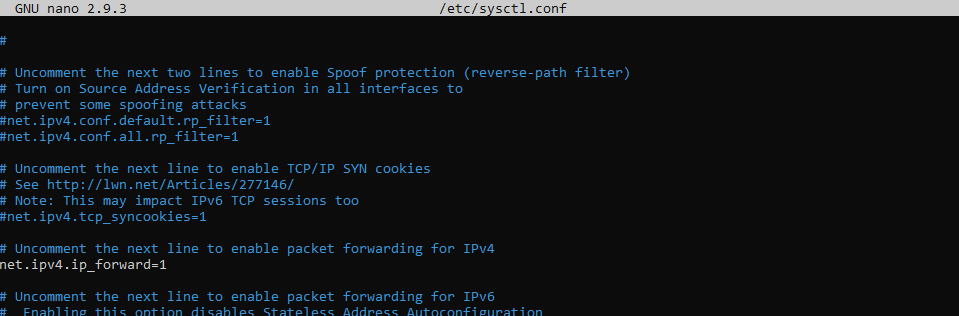 GNU nano 2.9.3 /etc/sysctl.conf
#
# Uncomment the next two lines to enable Spoof protection (reverse-path filter)
# Turn on Source Address Verification in all interfaces to
# prevent some spoofing attacks
#net.ipv4.conf.default.rp_filter=1
#net.ipv4.conf.all.rp_filter=1
# Uncomment the next line to enable TCP/IP SYN cookies
# See http://lwn.net/Articles/277146/
# Note: This may impact IPv6 TCP sessions too
#net.ipv4.tcp_syncookies=1
# Uncomment the next line to enable packet forwarding for IPv4
net.ipv4.ip_forward=1
# Uncomment the next line to enable packet forwarding for IPv6
#  Enabling this option disables Stateless Address Autoconfiguration